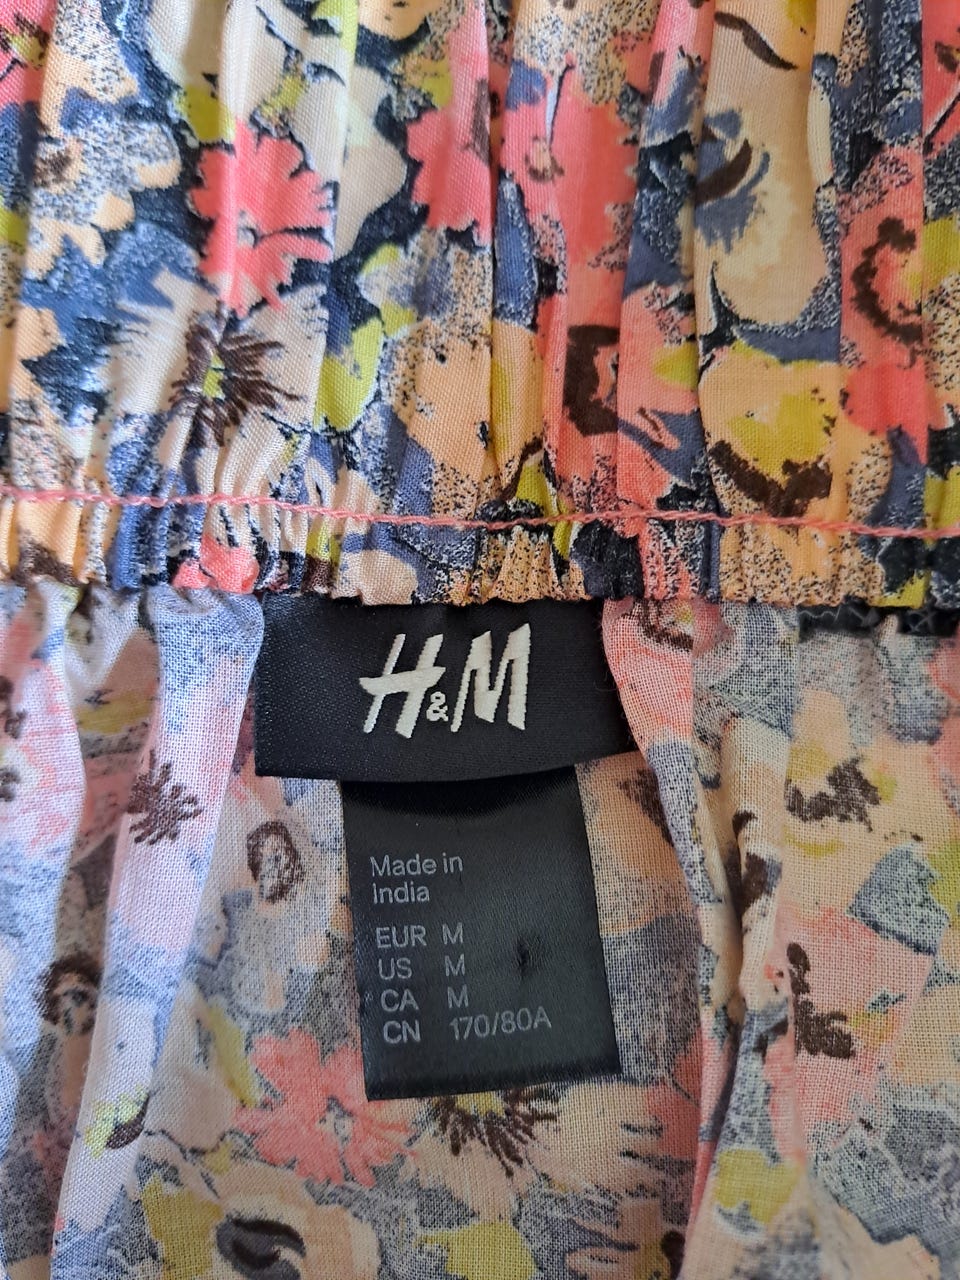 H&M
Made in
India
EUR M
US M
CA M
CN 170/80A